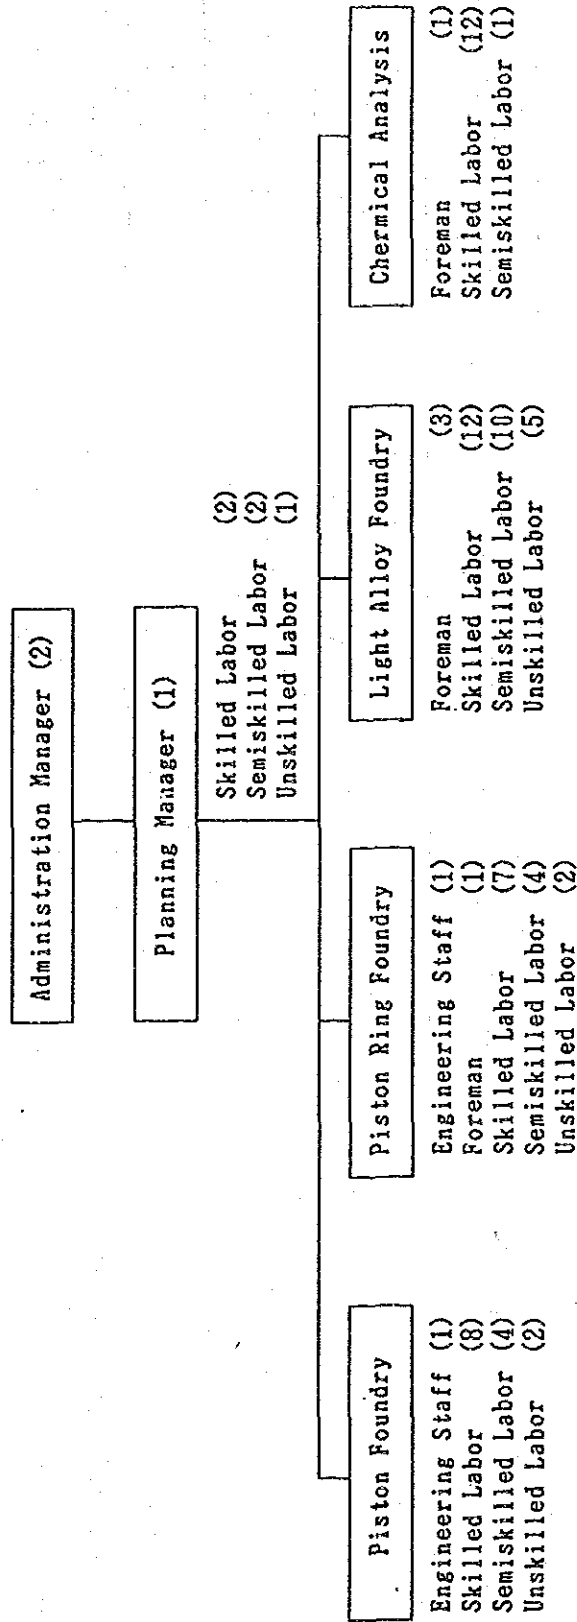 Administration Manager (2)
Planning Manager (1)
Skilled Labor (2)
Semiskilled Labor (2)
Unskilled Labor (1)
Piston Foundry
Engineering Staff (1)
Skilled Labor (8)
Semiskilled Labor (4)
Unskilled Labor (2)
Piston Ring Foundry
Engineering Staff (1)
Foreman (1)
Skilled Labor (7)
Semiskilled Labor (4)
Unskilled Labor (2)
Light Alloy Foundry
Foreman (3)
Skilled Labor (12)
Semiskilled Labor (10)
Unskilled Labor (5)
Chermical Analysis
Foreman (1)
Skilled Labor (12)
Semiskilled Labor (1)